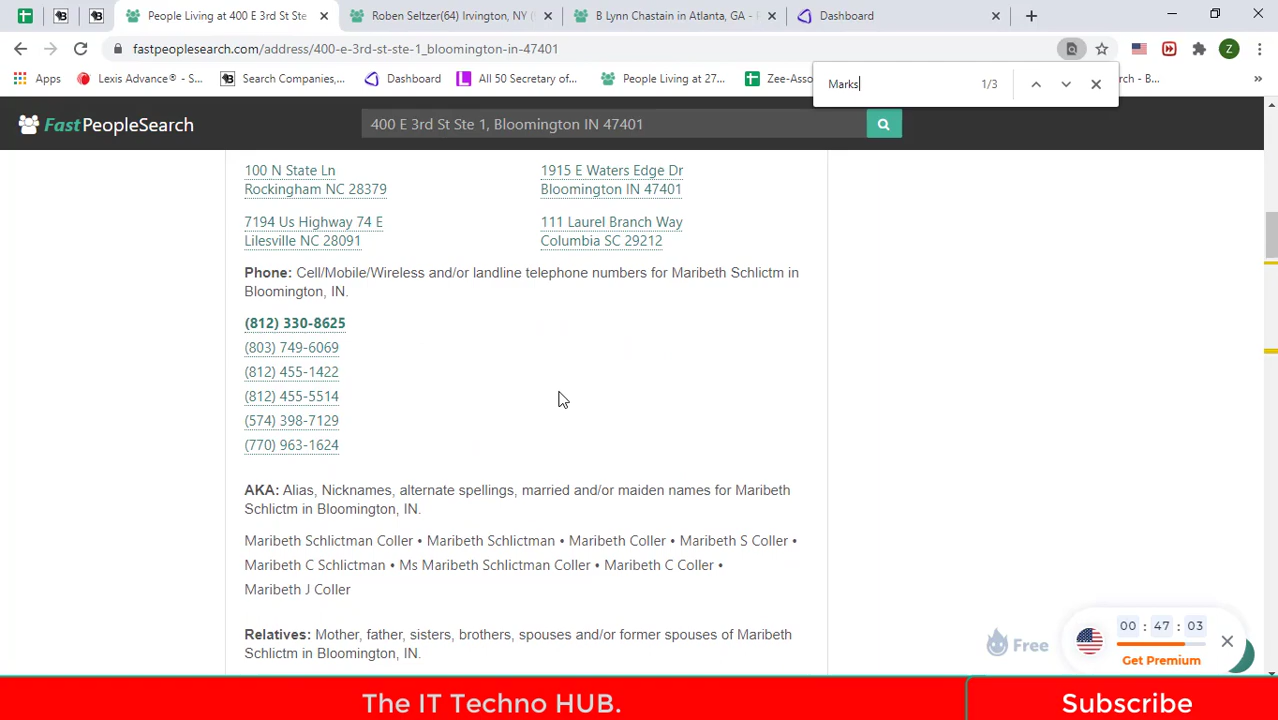 People Living at 400 E 3rd St Ste
Roben Seltzer(64) Irvington, NY (
B Lynn Chastain in Atlanta, GA - F
Dashboard
fastpeoplesearch.com/address/400-e-3rd-st-ste-1_bloomington-in-47401
Z
Apps
Lexis Advance® - S...
Search Companies,...
Dashboard
All 50 Secretary of...
People Living at 27...
Zee-Asso
rch - B...
Marks
1/3
FastPeopleSearch
400 E 3rd St Ste 1, Bloomington IN 47401
100 N State Ln
Rockingham NC 28379
1915 E Waters Edge Dr
Bloomington IN 47401
7194 Us Highway 74 E
Lilesville NC 28091
111 Laurel Branch Way
Columbia SC 29212
Phone: Cell/Mobile/Wireless and/or landline telephone numbers for Maribeth Schlictm in
Bloomington, IN.
(812) 330-8625
(803) 749-6069
(812) 455-1422
(812) 455-5514
(574) 398-7129
(770) 963-1624
AKA: Alias, Nicknames, alternate spellings, married and/or maiden names for Maribeth
Schlictm in Bloomington, IN.
Maribeth Schlictman Coller • Maribeth Schlictman • Maribeth Coller • Maribeth S Coller •
Maribeth C Schlictman • Ms Maribeth Schlictman Coller • Maribeth C Coller •
Maribeth J Coller
Relatives: Mother, father, sisters, brothers, spouses and/or former spouses of Maribeth
Schlictm in Bloomington, IN.
Free
00 : 47 : 03
Get Premium
The IT Techno HUB.
Subscribe